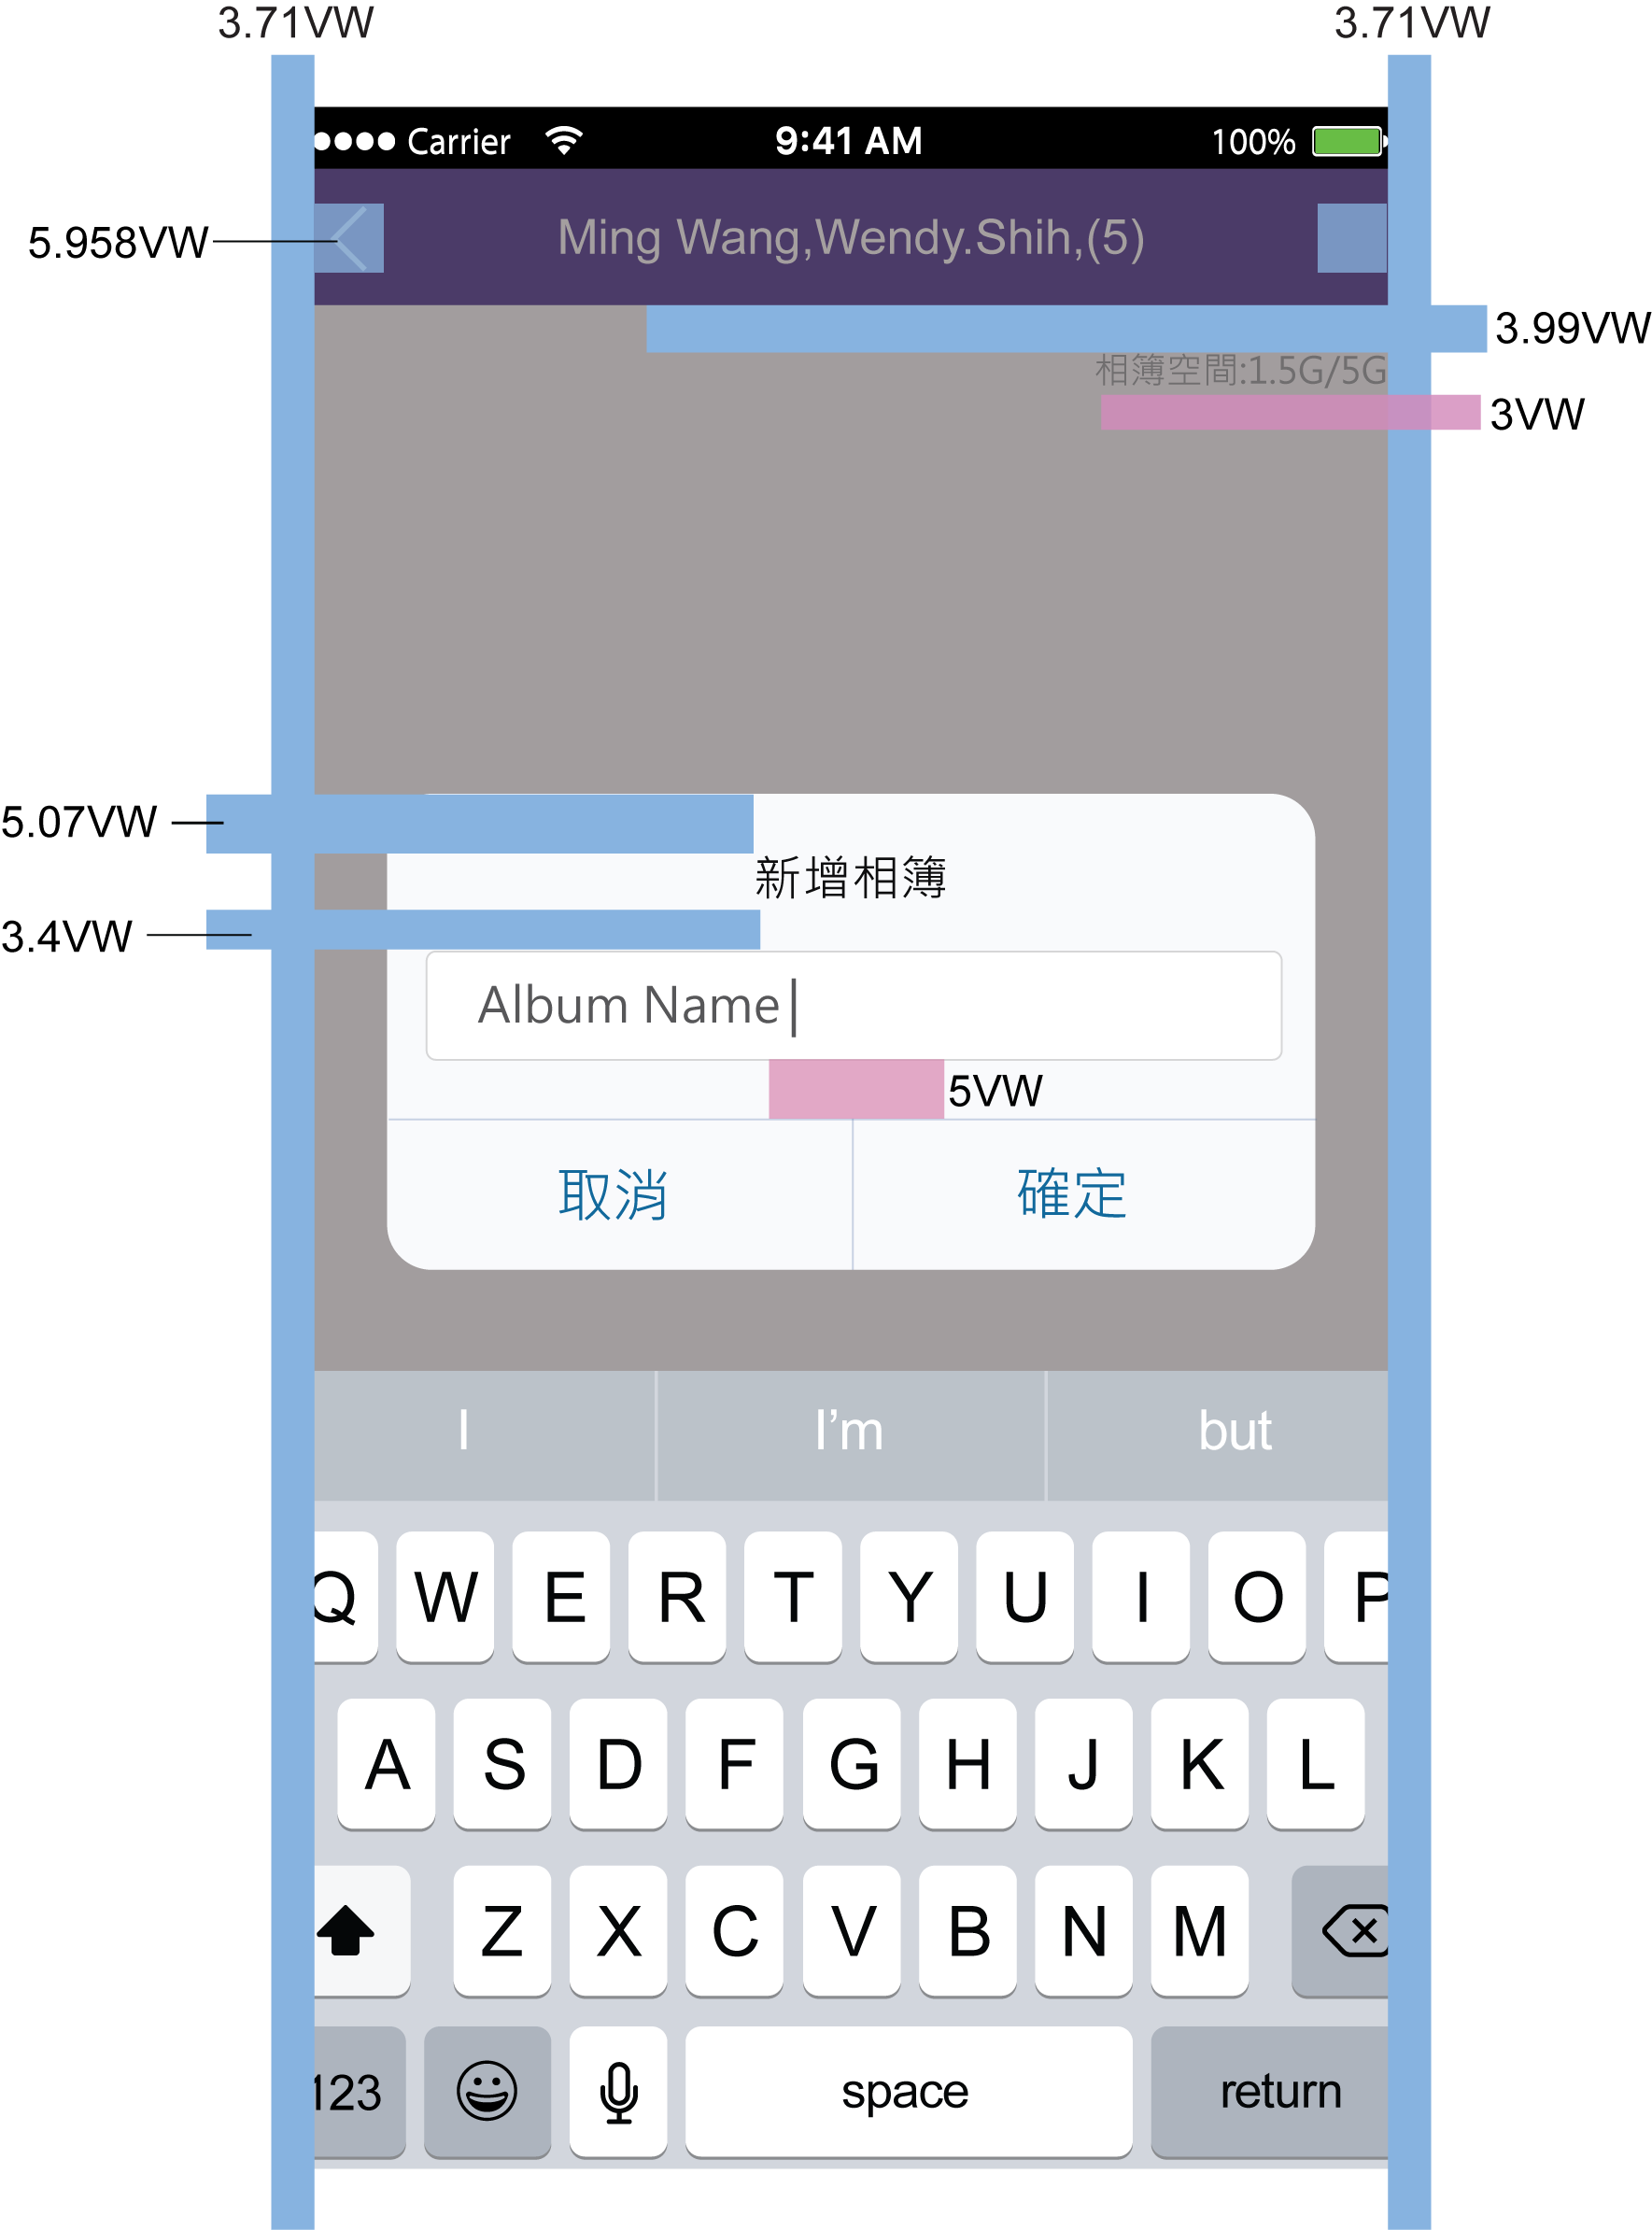 3.71VW 3.71VW
Carrier 9:41 AM 100%
5.958VW Ming Wang,Wendy.Shih,(5)
3.99VW
相簿空間:1.5G/5G
3VW
5.07VW
新增相簿
3.4VW
Album Name
5VW
取消 確定
I I’m but
Q W E R T Y U I O P
A S D F G H J K L
Z X C V B N M
123 space return